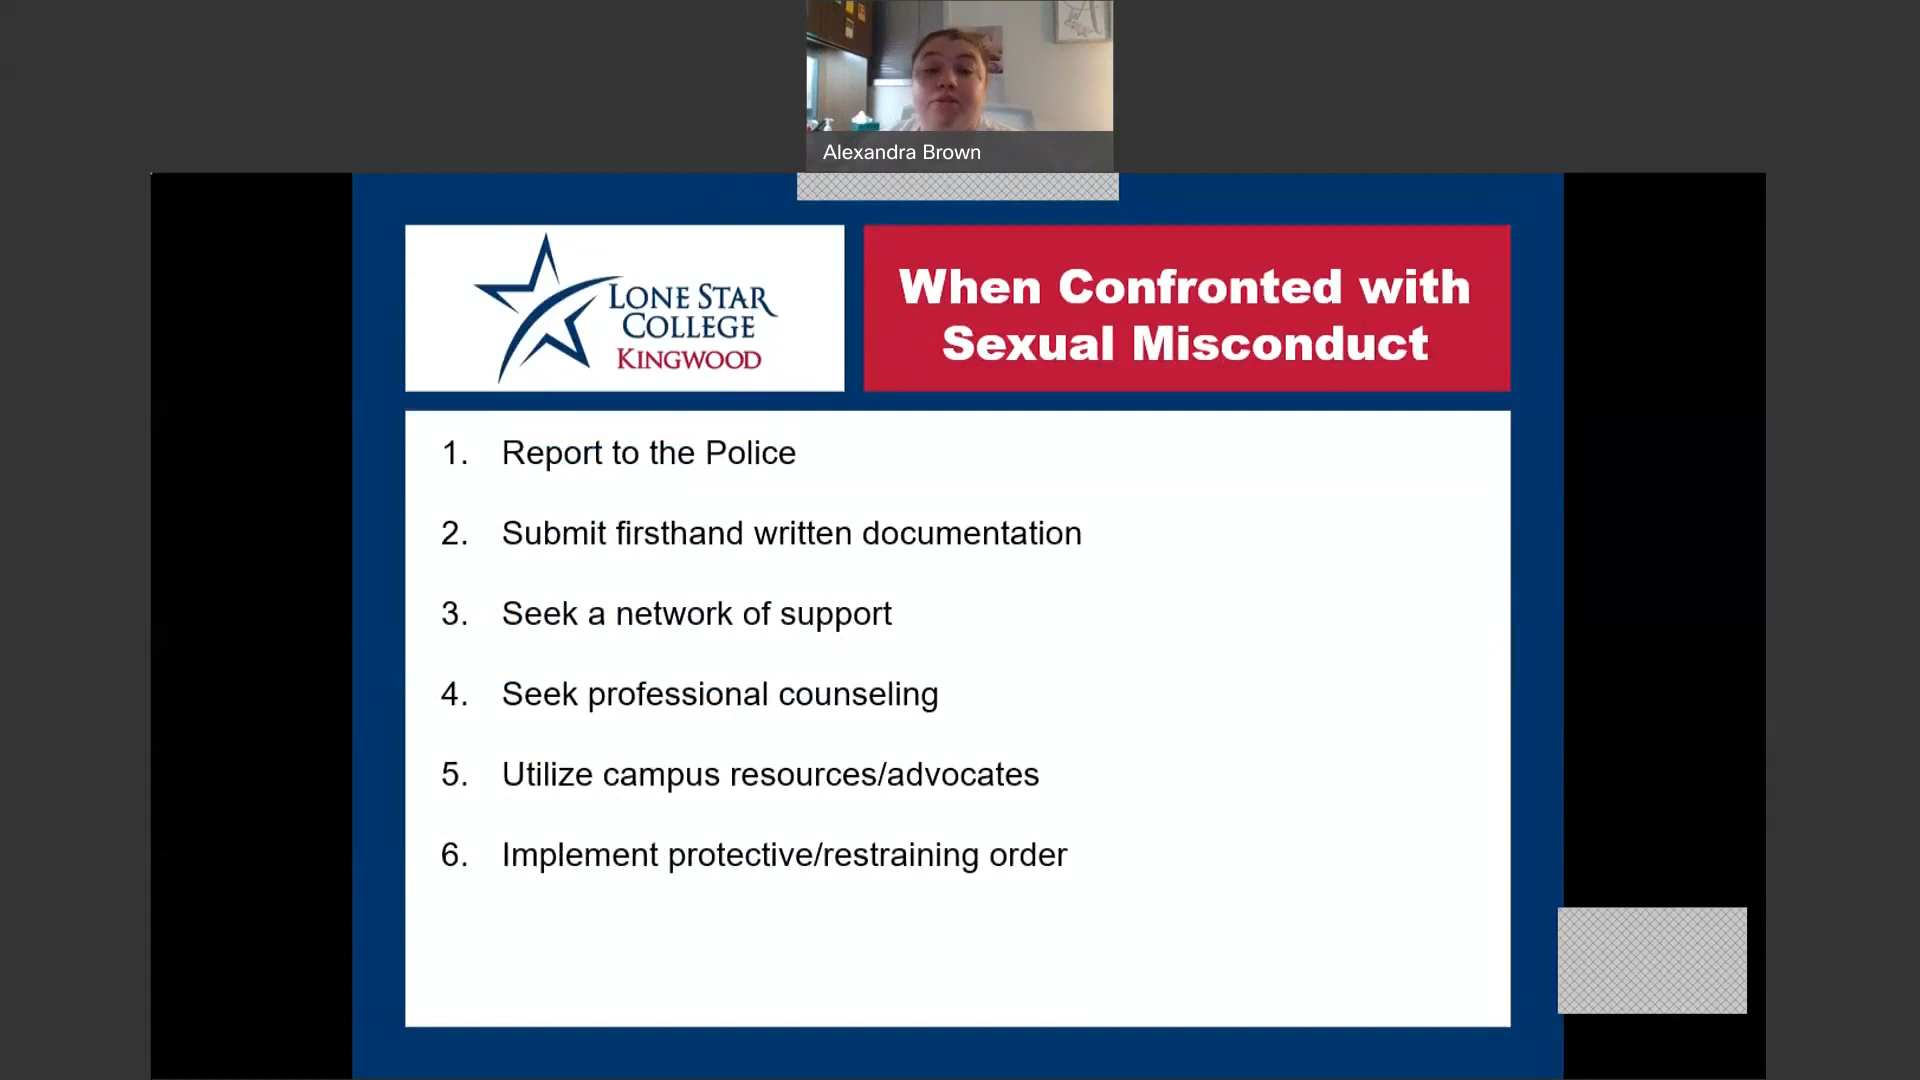 Alexandra Brown
LONE STAR
COLLEGE
KINGWOOD
When Confronted with
Sexual Misconduct
1. Report to the Police
2. Submit firsthand written documentation
3. Seek a network of support
4. Seek professional counseling
5. Utilize campus resources/advocates
6. Implement protective/restraining order